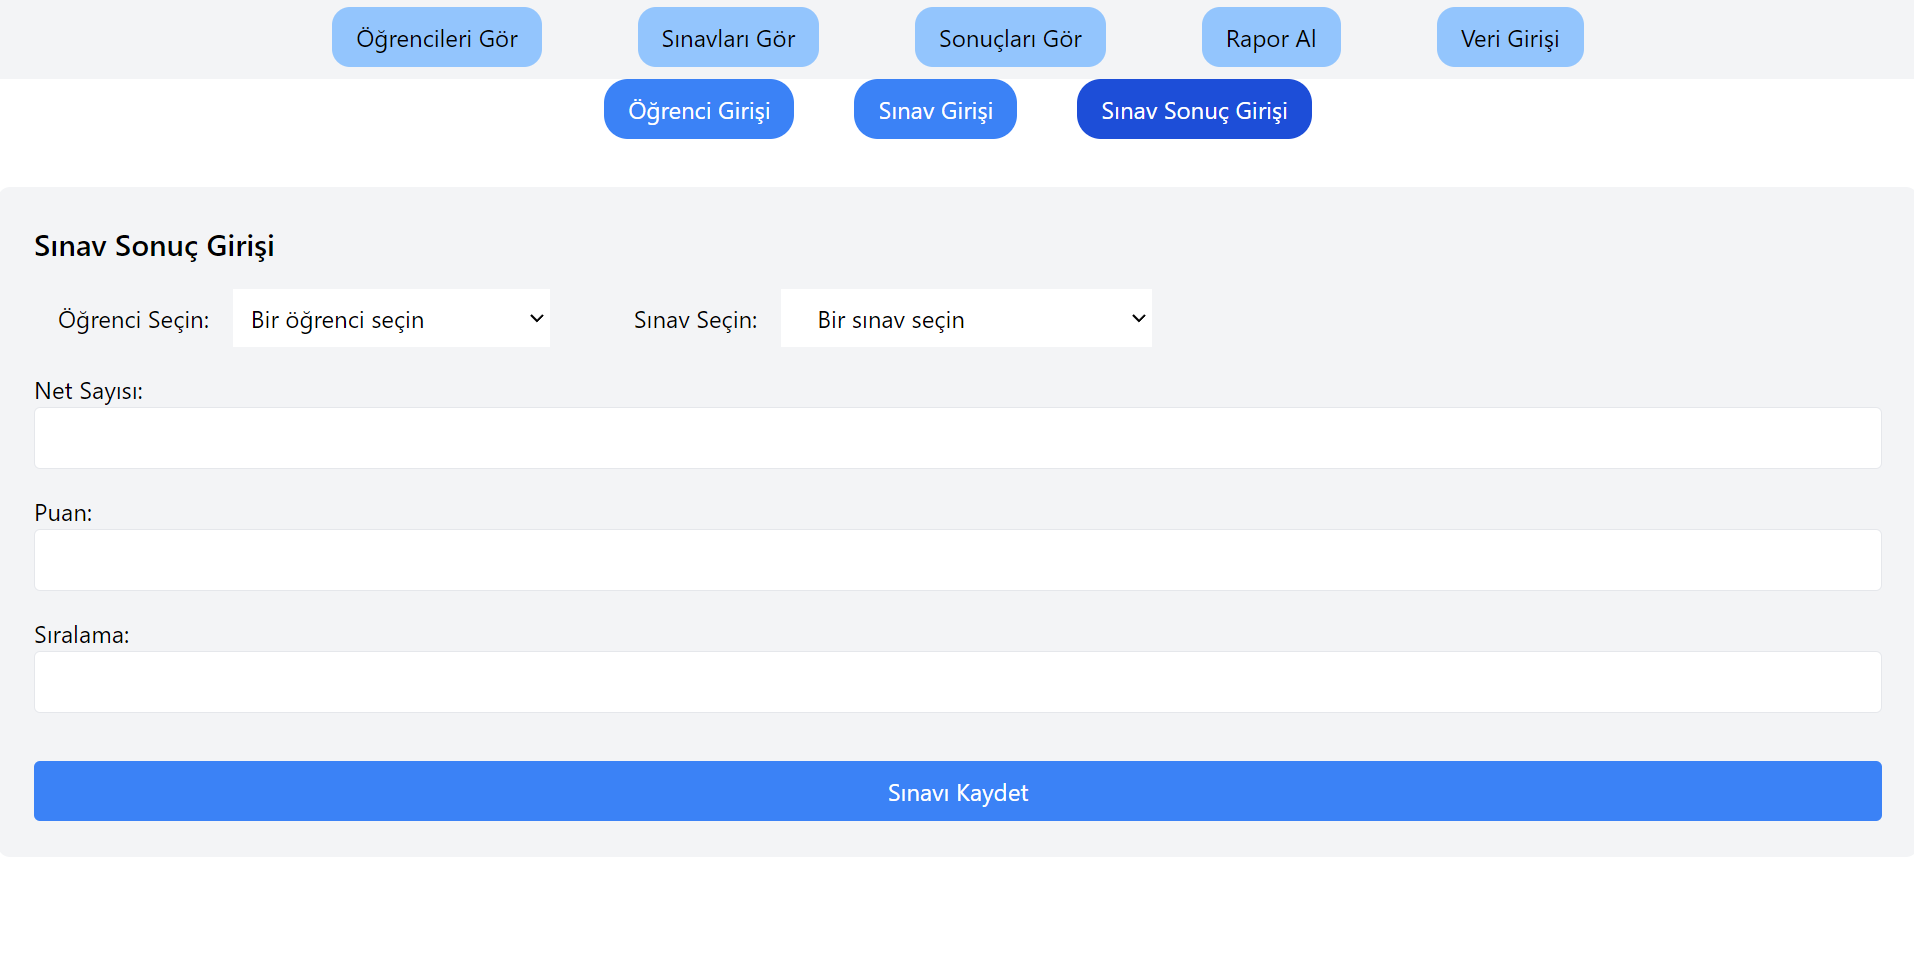 Öğrencileri Gör Sınavları Gör Sonuçları Gör Rapor Al Veri Girişi
Öğrenci Girişi Sınav Girişi Sınav Sonuç Girişi
Sınav Sonuç Girişi
Öğrenci Seçin: Bir öğrenci seçin Sınav Seçin: Bir sınav seçin
Net Sayısı:
Puan:
Sıralama:
Sınavı Kaydet